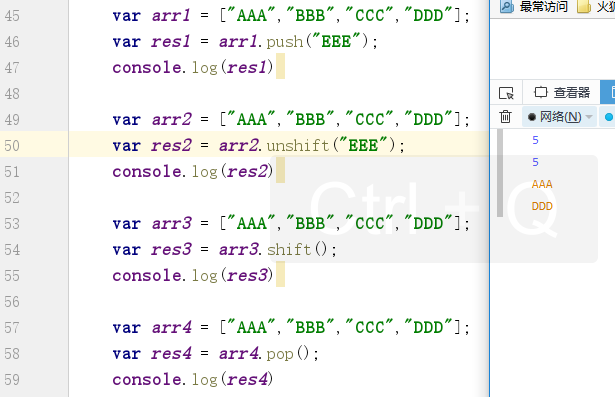 45 var arr1 = ["AAA","BBB","CCC","DDD"];
46 var res1 = arr1.push("EEE");
47 console.log(res1)
48
49 var arr2 = ["AAA","BBB","CCC","DDD"];
50 var res2 = arr2.unshift("EEE");
51 console.log(res2)
52
53 var arr3 = ["AAA","BBB","CCC","DDD"];
54 var res3 = arr3.shift();
55 console.log(res3)
56
57 var arr4 = ["AAA","BBB","CCC","DDD"];
58 var res4 = arr4.pop();
59 console.log(res4)
Ctrl + Q
最常访问
查看器
网络(N)
5
5
AAA
DDD